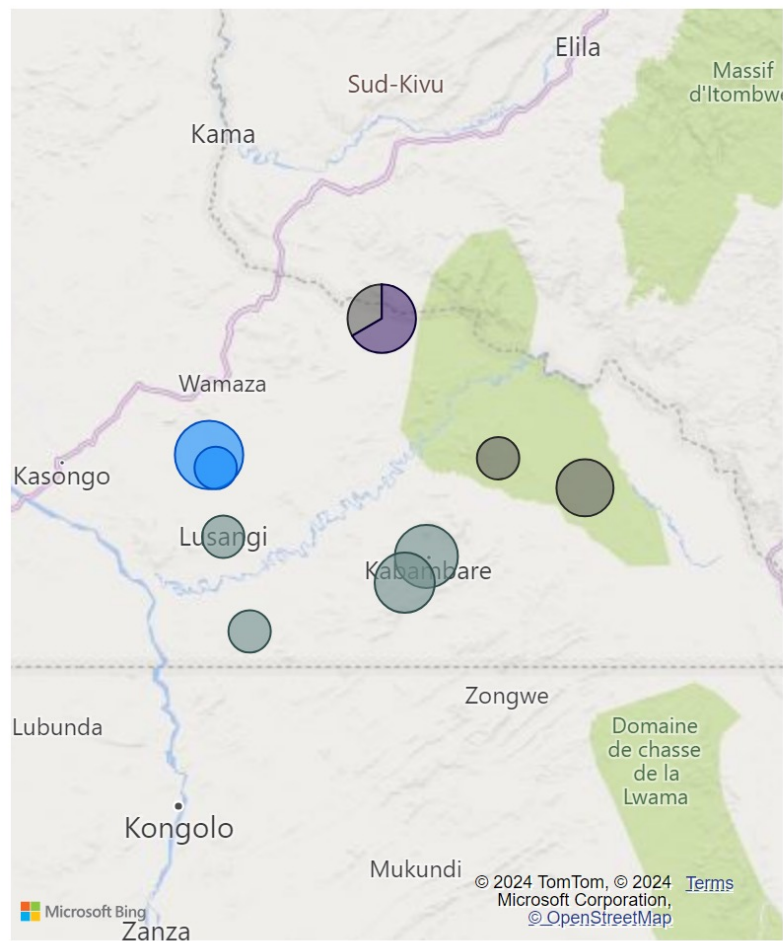 Elila
Massif
d'Itombwe
Sud-Kivu
Kama
Wamaza
Kasongo
Lusangi
Kabambare
Zongwe
Lubunda
Domaine
de chasse
de la
Lwama
Kongolo
Mukundi
© 2024 TomTom, © 2024 Terms
Microsoft Corporation,
© OpenStreetMap
Microsoft Bing
Zanza